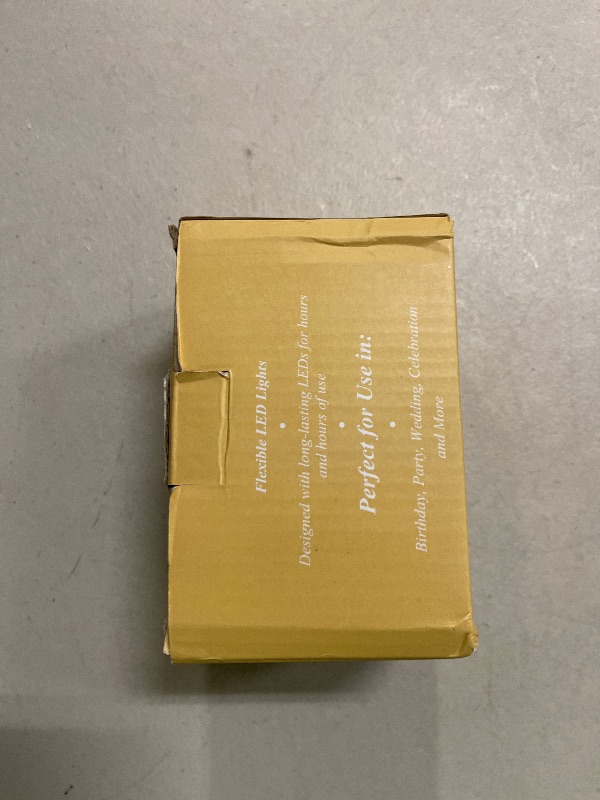 Flexible LED Lights
•
Designed with long-lasting LEDs for hours
and hours of use
•
Perfect for Use in:
•
Birthday, Party, Wedding, Celebration
and More